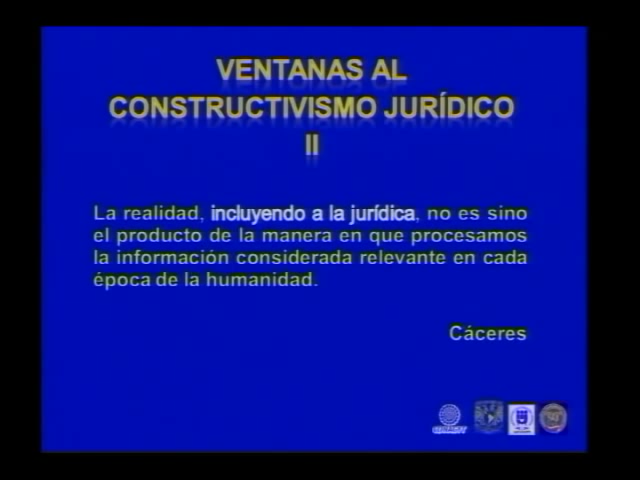 VENTANAS AL
CONSTRUCTIVISMO JURÍDICO
II
La realidad, incluyendo a la jurídica, no es sino
el producto de la manera en que procesamos
la información considerada relevante en cada
época de la humanidad.
Cáceres